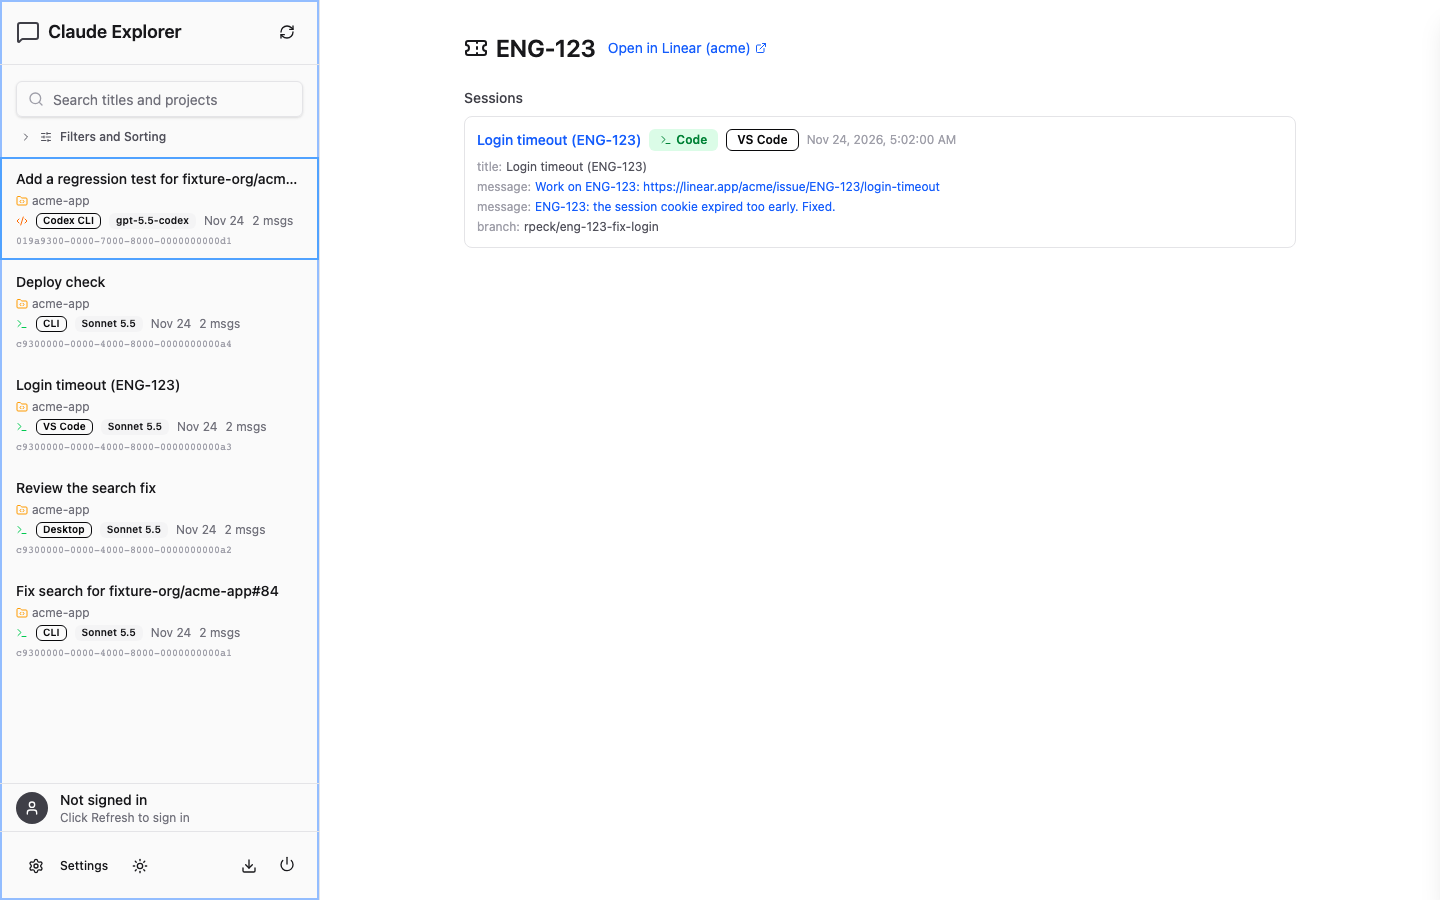 Claude Explorer
Search titles and projects
Filters and Sorting
Add a regression test for fixture-org/acm...
acme-app
Codex CLI gpt-5.5-codex Nov 24 2 msgs
019a9300-0000-7000-8000-0000000000d1
Deploy check
acme-app
CLI Sonnet 5.5 Nov 24 2 msgs
c9300000-0000-4000-8000-0000000000a4
Login timeout (ENG-123)
acme-app
VS Code Sonnet 5.5 Nov 24 2 msgs
c9300000-0000-4000-8000-0000000000a3
Review the search fix
acme-app
Desktop Sonnet 5.5 Nov 24 2 msgs
c9300000-0000-4000-8000-0000000000a2
Fix search for fixture-org/acme-app#84
acme-app
CLI Sonnet 5.5 Nov 24 2 msgs
c9300000-0000-4000-8000-0000000000a1
Not signed in
Click Refresh to sign in
Settings
ENG-123 Open in Linear (acme)
Sessions
Login timeout (ENG-123) Code VS Code Nov 24, 2026, 5:02:00 AM
title: Login timeout (ENG-123)
message: Work on ENG-123: https://linear.app/acme/issue/ENG-123/login-timeout
message: ENG-123: the session cookie expired too early. Fixed.
branch: rpeck/eng-123-fix-login